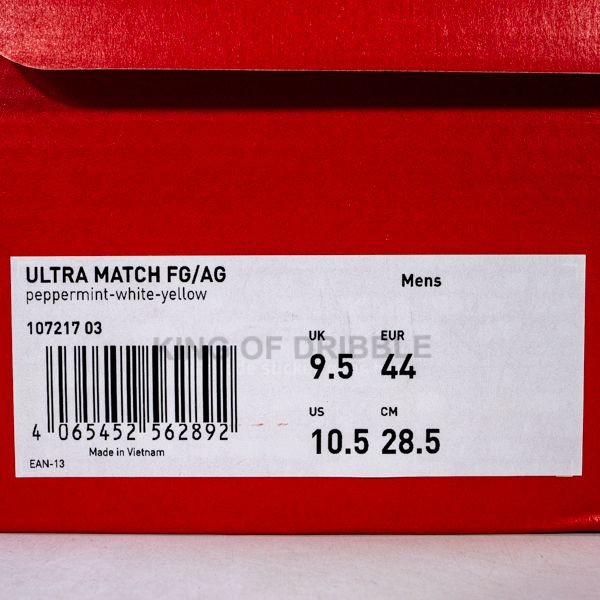 ULTRA MATCH FG/AG
peppermint-white-yellow
Mens
107217 03
KING OF DRIBBLE
UK EUR
9.5 44
US CM
10.5 28.5
4 065452 562892
Made in Vietnam
EAN-13